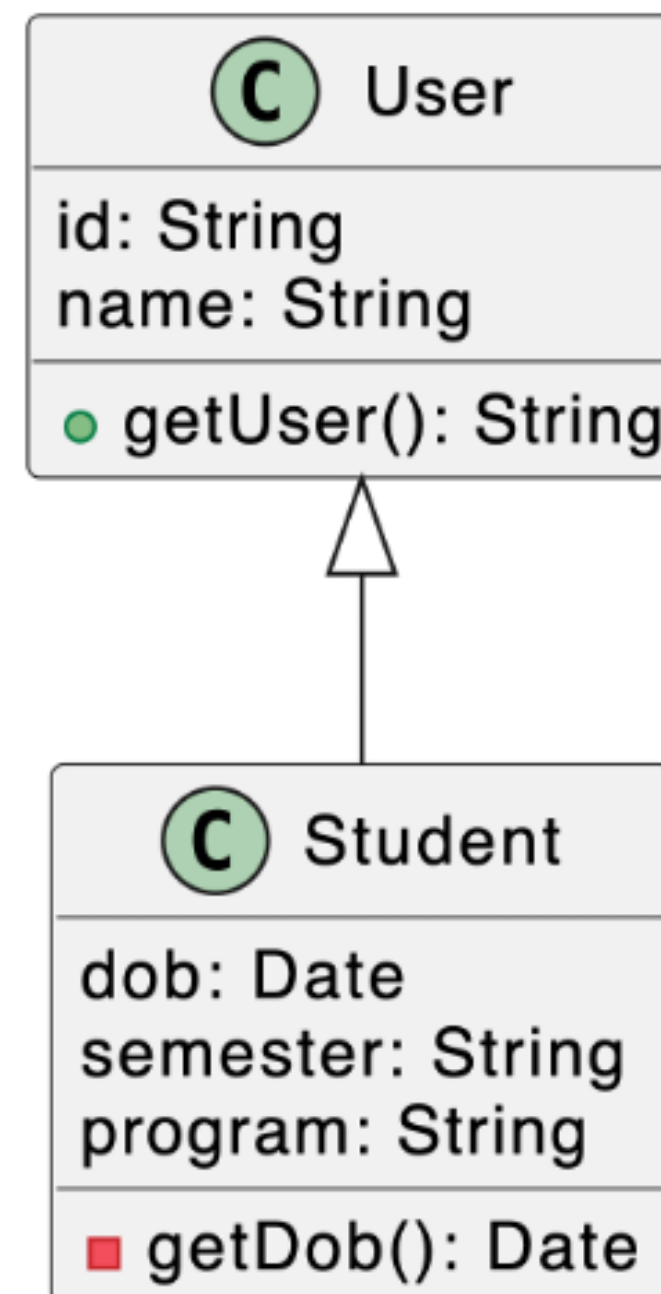 C User
id: String
name: String
getUser(): String
C Student
dob: Date
semester: String
program: String
getDob(): Date